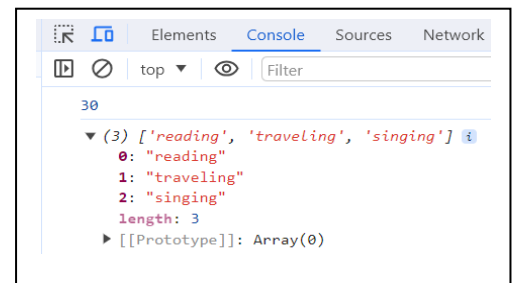 Elements Console Sources Network
top ▼ Filter
30
▼ (3) ['reading', 'traveling', 'singing'] i
0: "reading"
1: "traveling"
2: "singing"
length: 3
▶ [[Prototype]]: Array(0)